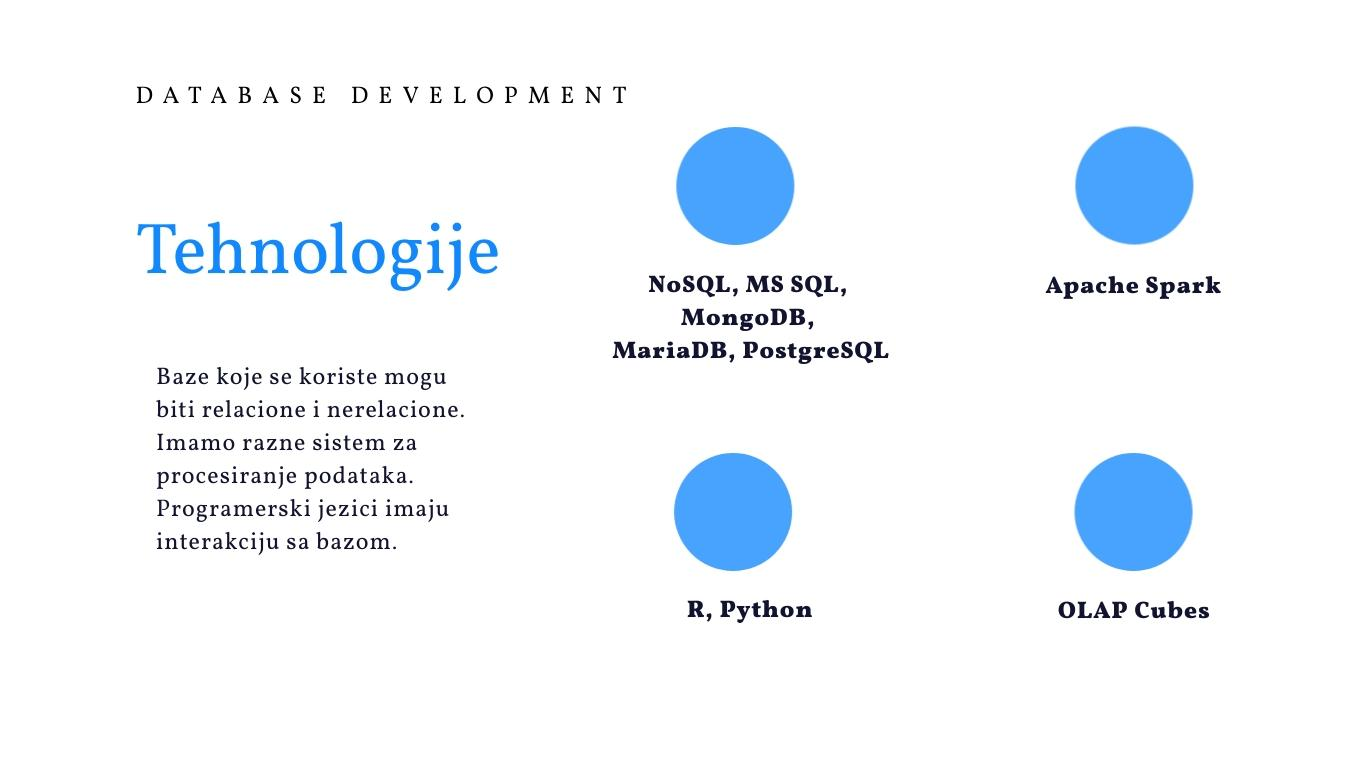 DATABASE DEVELOPMENT
Tehnologije
Baze koje se koriste mogu
biti relacione i nerelacione.
Imamo razne sistem za
procesiranje podataka.
Programerski jezici imaju
interakciju sa bazom.
NoSQL, MS SQL,
MongoDB,
MariaDB, PostgreSQL
Apache Spark
R, Python
OLAP Cubes